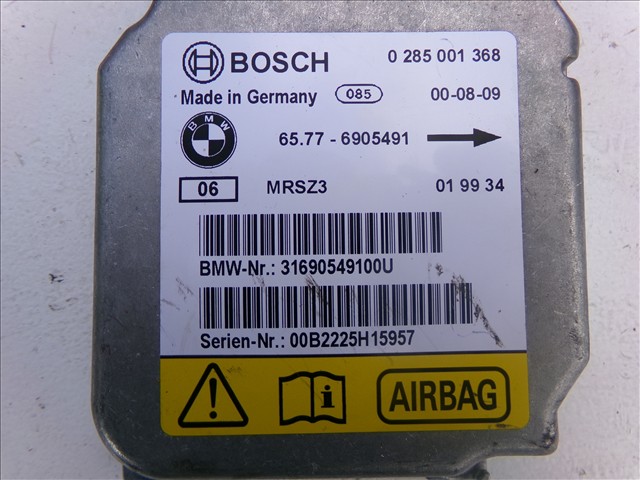 BOSCH 0 285 001 368
Made in Germany 085 00-08-09
BMW 65.77 - 6905491
06 MRSZ3 01 99 34
BMW-Nr.: 31690549100U
Serien-Nr.: 00B2225H15957
! i AIRBAG